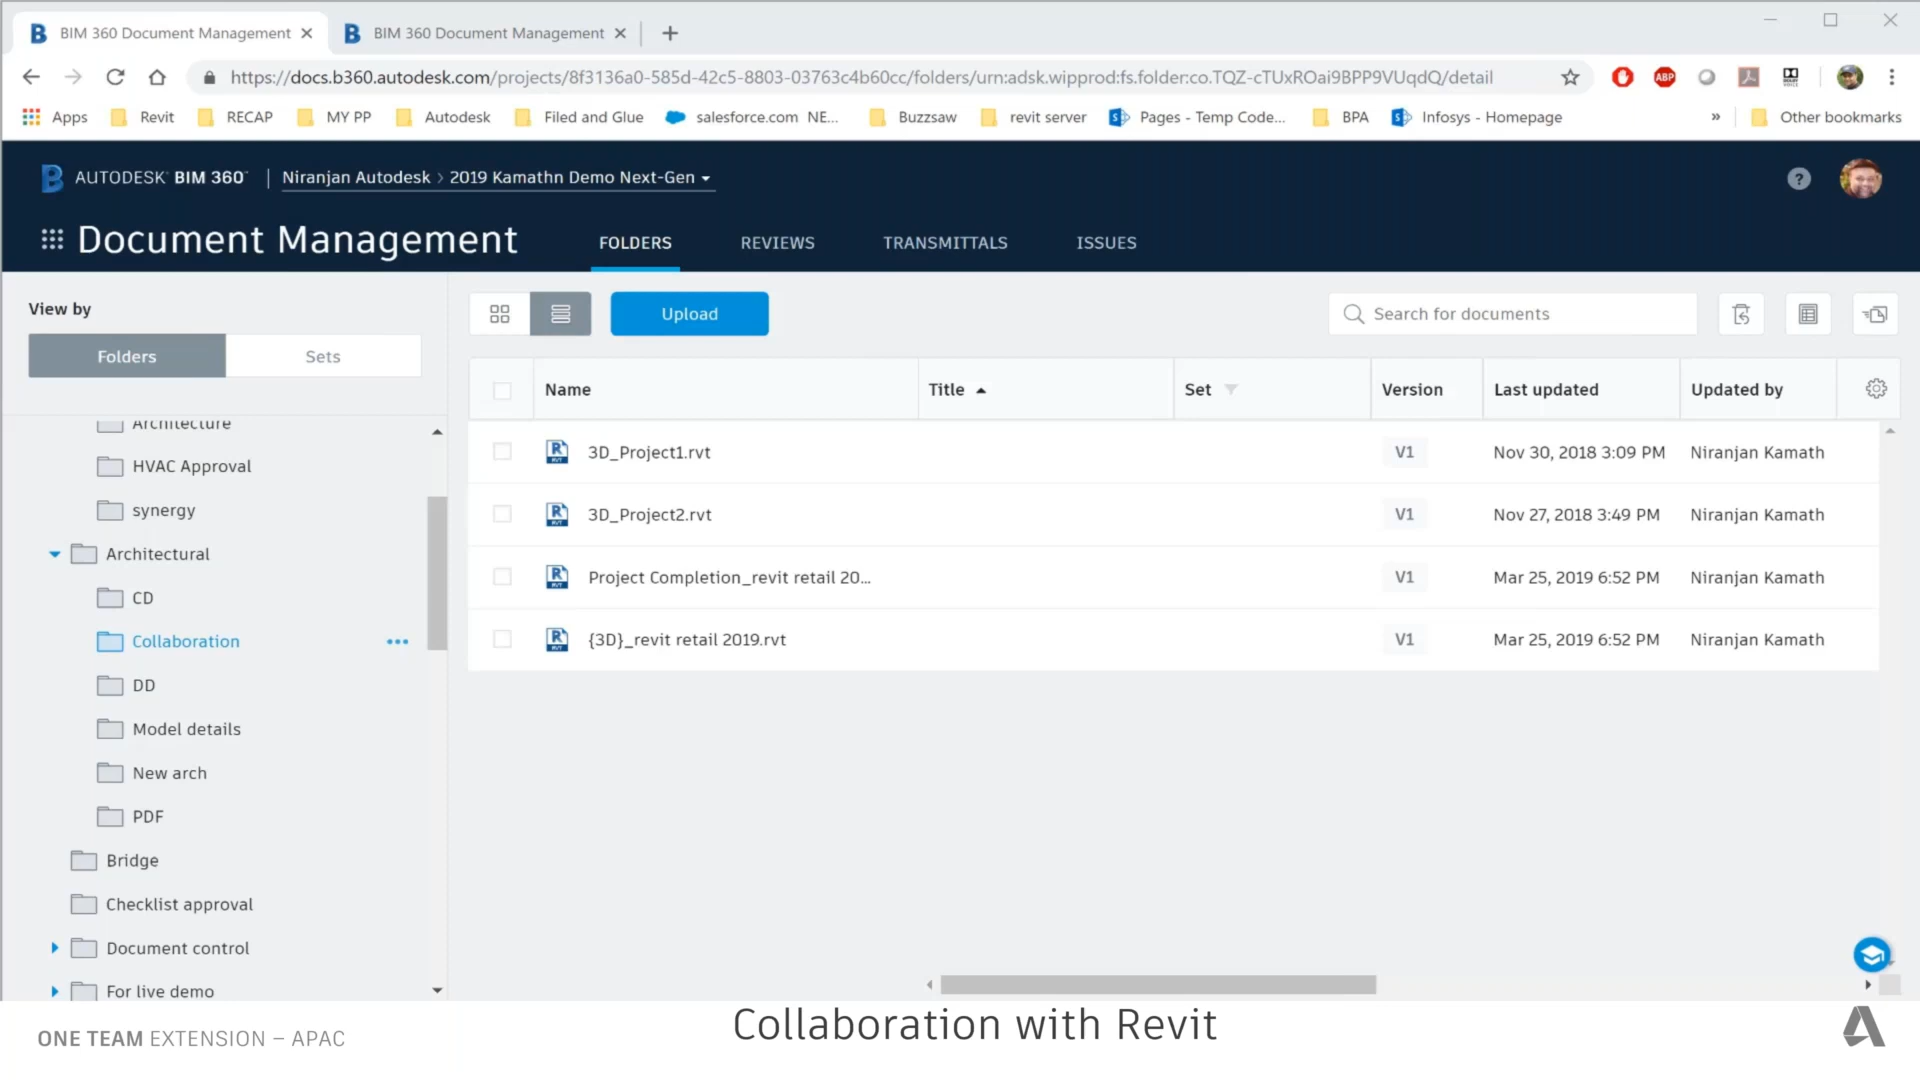 BIM 360 Document Management
BIM 360 Document Management
https://docs.b360.autodesk.com/projects/8f3136a0-585d-42c5-8803-03763c4b60cc/folders/urn:adsk.wipprod:fs.folder:co.TQZ-cTUxROai9BPP9VUqdQ/detail
ABP
Apps Revit RECAP MY PP Autodesk Filed and Glue salesforce.com NE... Buzzsaw revit server Pages - Temp Code... BPA Infosys - Homepage » Other bookmarks
AUTODESK BIM 360 | Niranjan Autodesk > 2019 Kamathn Demo Next-Gen
Document Management FOLDERS REVIEWS TRANSMITTALS ISSUES
View by
Folders Sets
Upload
Search for documents
Name Title Set Version Last updated Updated by
3D_Project1.rvt V1 Nov 30, 2018 3:09 PM Niranjan Kamath
3D_Project2.rvt V1 Nov 27, 2018 3:49 PM Niranjan Kamath
Project Completion_revit retail 20... V1 Mar 25, 2019 6:52 PM Niranjan Kamath
{3D}_revit retail 2019.rvt V1 Mar 25, 2019 6:52 PM Niranjan Kamath
Architecture
HVAC Approval
synergy
Architectural
CD
Collaboration
DD
Model details
New arch
PDF
Bridge
Checklist approval
Document control
For live demo
ONE TEAM EXTENSION – APAC
Collaboration with Revit